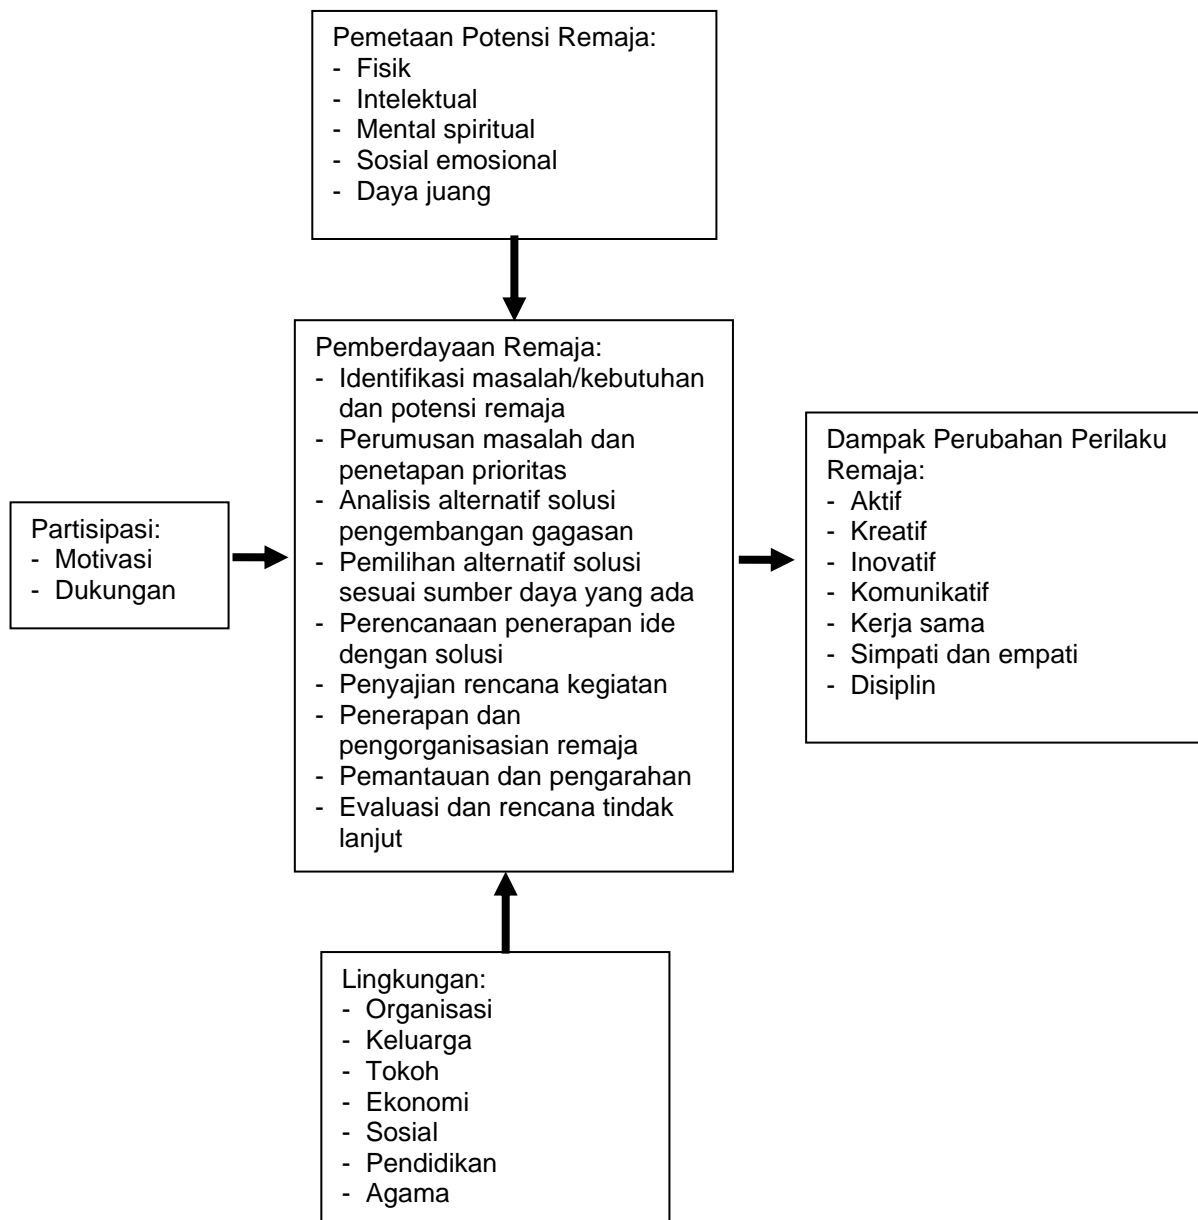 Pemetaan Potensi Remaja:
- Fisik
- Intelektual
- Mental spiritual
- Sosial emosional
- Daya juang
Partisipasi:
- Motivasi
- Dukungan
Pemberdayaan Remaja:
- Identifikasi masalah/kebutuhan
dan potensi remaja
- Perumusan masalah dan
penetapan prioritas
- Analisis alternatif solusi
pengembangan gagasan
- Pemilihan alternatif solusi
sesuai sumber daya yang ada
- Perencanaan penerapan ide
dengan solusi
- Penyajian rencana kegiatan
- Penerapan dan
pengorganisasian remaja
- Pemantauan dan pengarahan
- Evaluasi dan rencana tindak
lanjut
Dampak Perubahan Perilaku
Remaja:
- Aktif
- Kreatif
- Inovatif
- Komunikatif
- Kerja sama
- Simpati dan empati
- Disiplin
Lingkungan:
- Organisasi
- Keluarga
- Tokoh
- Ekonomi
- Sosial
- Pendidikan
- Agama